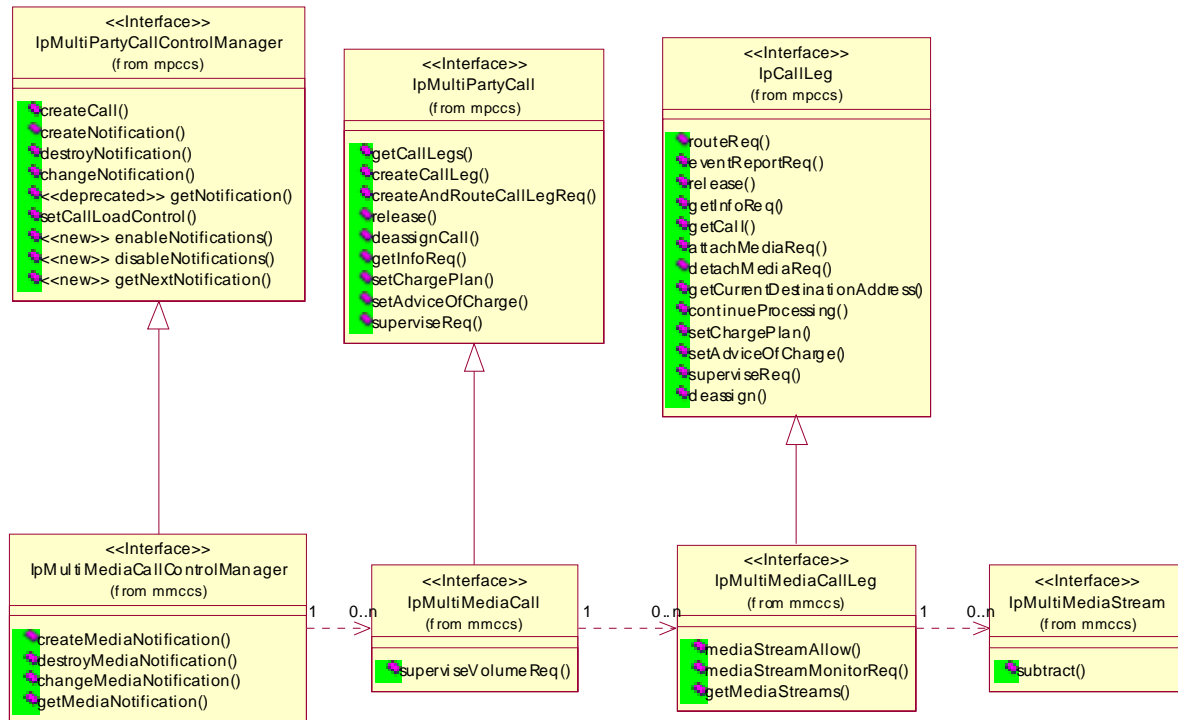 <<Interface>>
IpMultiPartyCallControlManager
(from mpccs)
createCall()
createNotification()
destroyNotification()
changeNotification()
<<deprecated>> getNotification()
setCallLoadControl()
<<new>> enableNotifications()
<<new>> disableNotifications()
<<new>> getNextNotification()
<<Interface>>
IpMultiPartyCall
(from mpccs)
getCallLegs()
createCallLeg()
createAndRouteCallLegReq()
release()
deassignCall()
getInfoReq()
setChargePlan()
setAdviceOfCharge()
superviseReq()
<<Interface>>
IpCallLeg
(from mpccs)
routeReq()
eventReportReq()
release()
getInfoReq()
getCall()
attachMediaReq()
detachMediaReq()
getCurrentDestinationAddress()
continueProcessing()
setChargePlan()
setAdviceOfCharge()
superviseReq()
deassign()
<<Interface>>
IpMultiMediaCallControlManager
(from mmccs)
createMediaNotification()
destroyMediaNotification()
changeMediaNotification()
getMediaNotification()
1
0..n
<<Interface>>
IpMultiMediaCall
(from mmccs)
superviseVolumeReq()
1
0..n
<<Interface>>
IpMultiMediaCallLeg
(from mmccs)
mediaStreamAllow()
mediaStreamMonitorReq()
getMediaStreams()
1
0..n
<<Interface>>
IpMultiMediaStream
(from mmccs)
subtract()